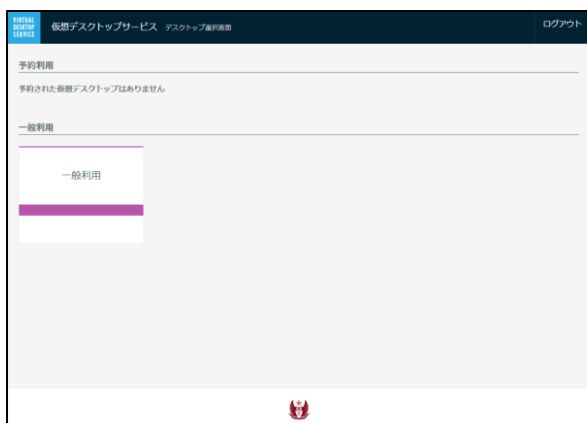 VIRTUAL
DESKTOP
SERVICE
仮想デスクトップサービス デスクトップ選択画面
ログアウト
予約利用
予約された仮想デスクトップはありません
一般利用
一般利用